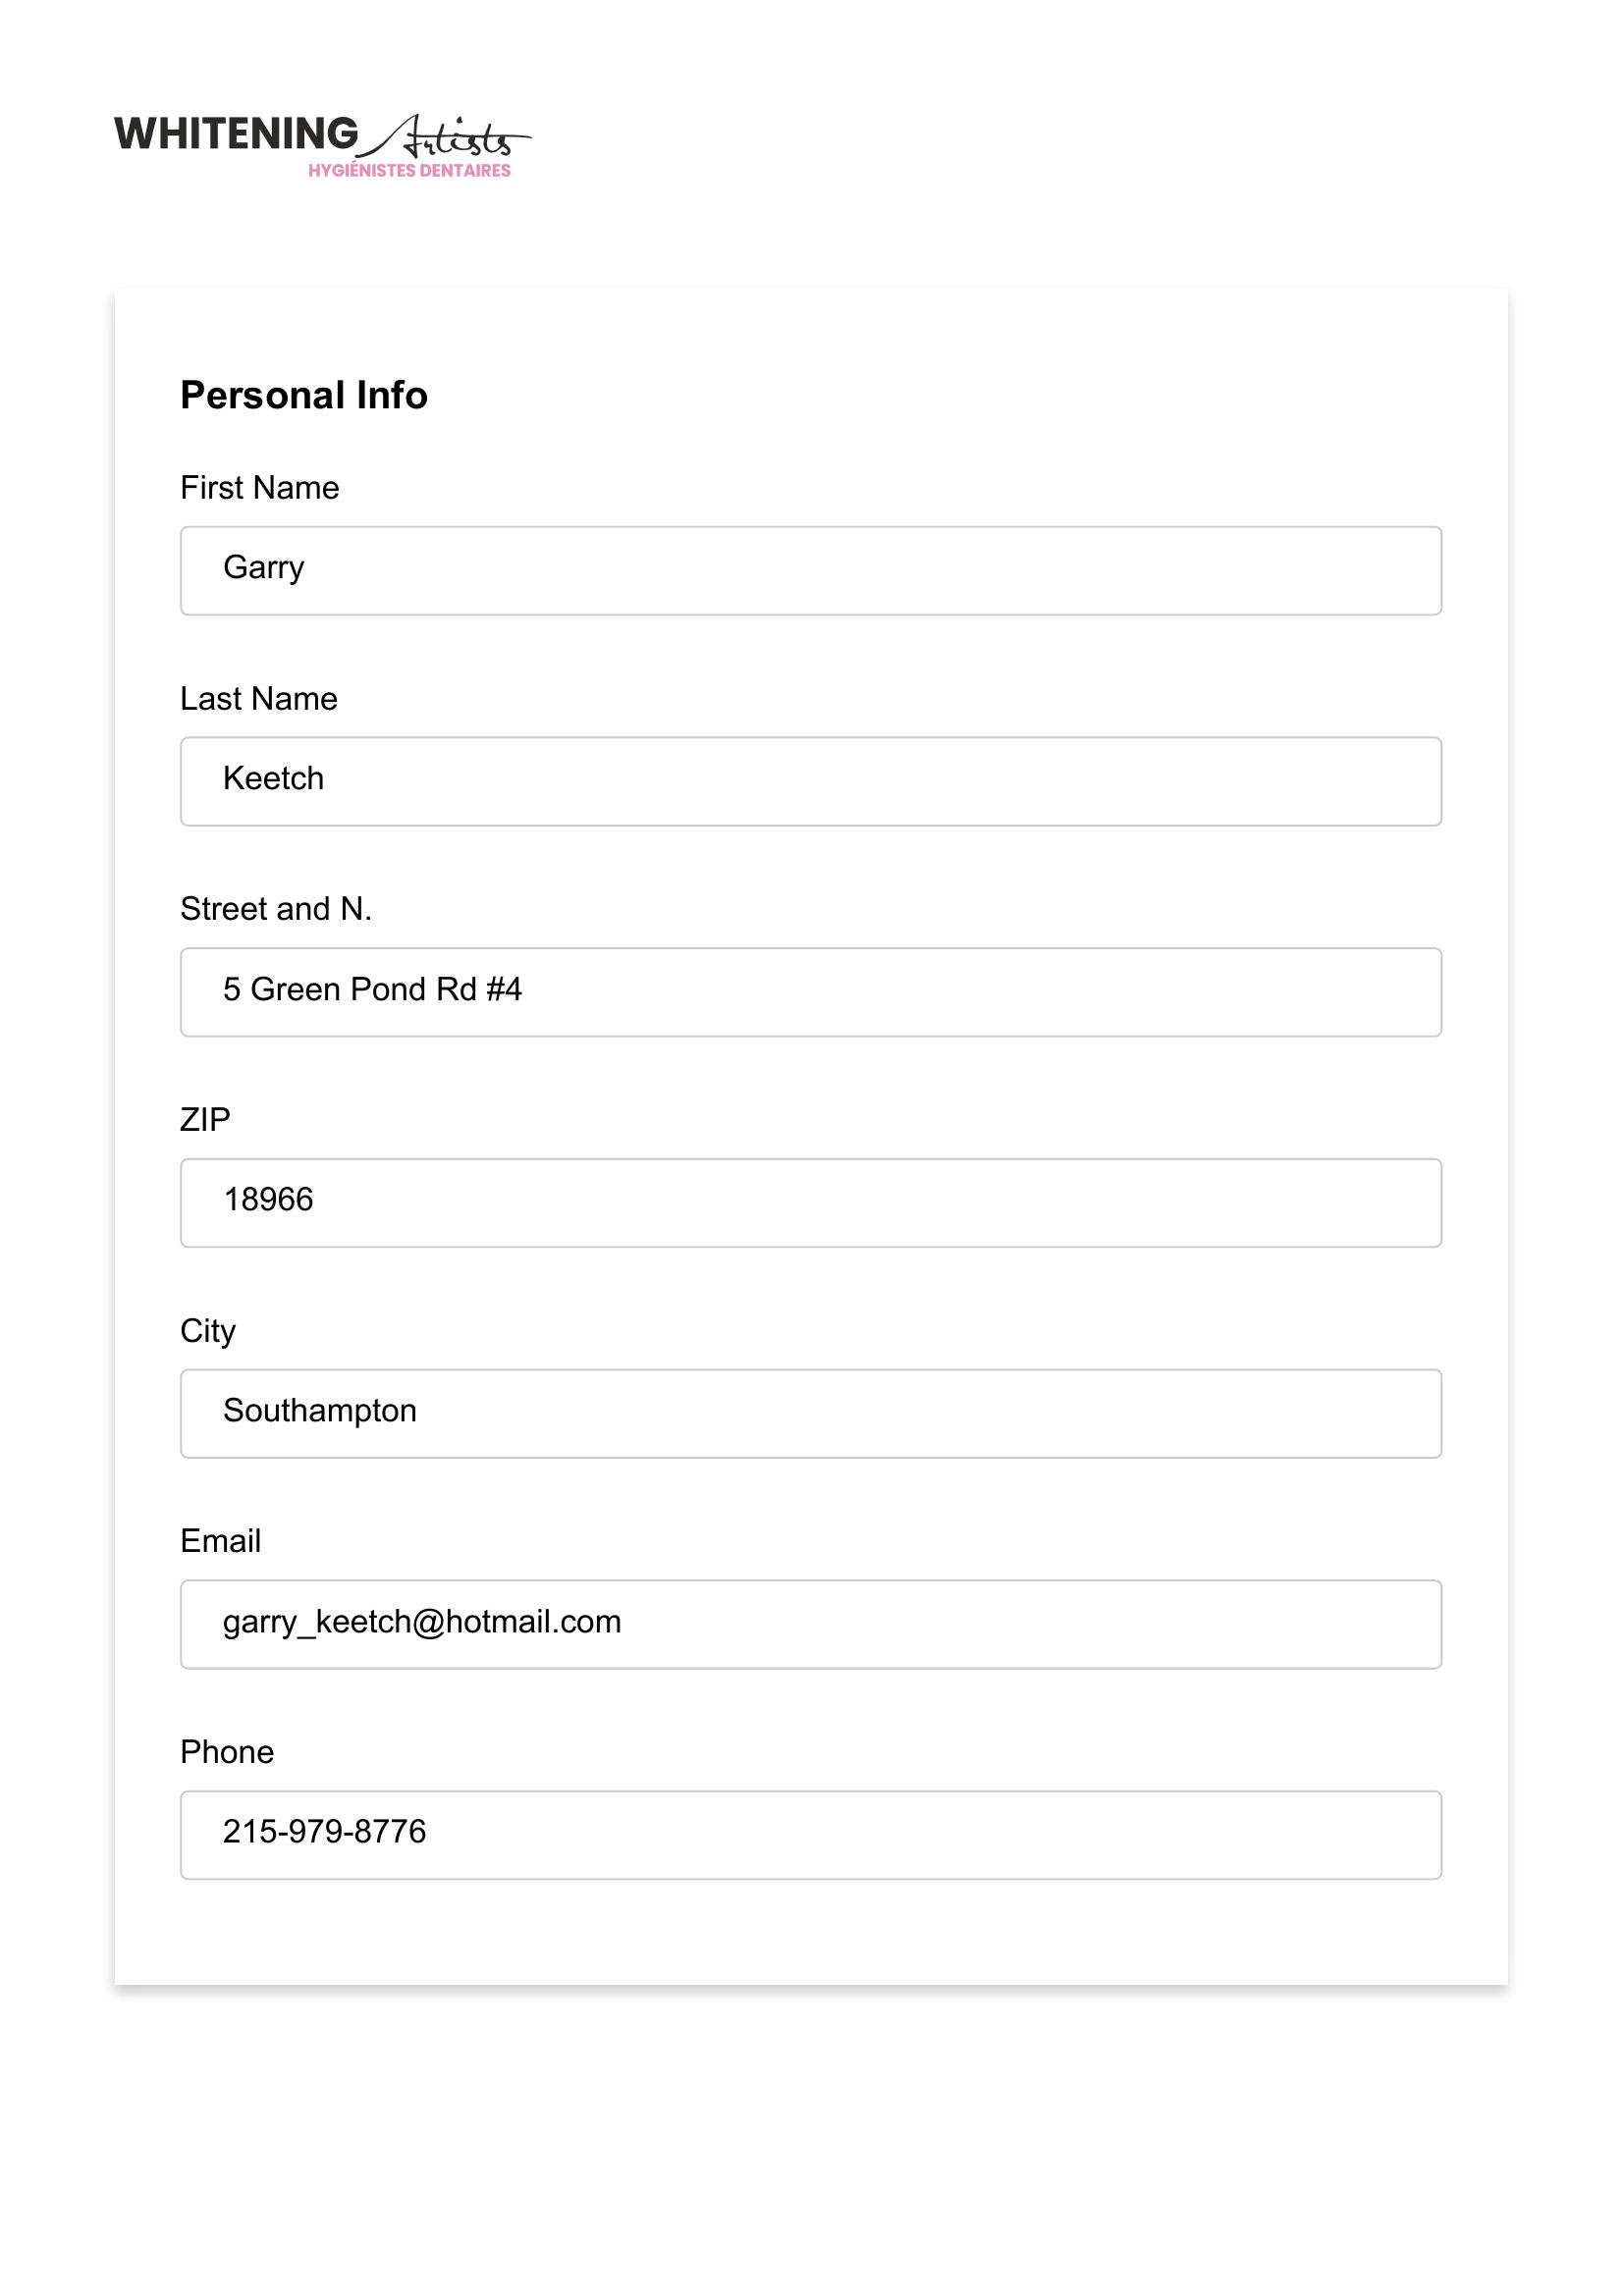 WHITENING Artists
HYGIÉNISTES DENTAIRES
Personal Info
First Name
Garry
Last Name
Keetch
Street and N.
5 Green Pond Rd #4
ZIP
18966
City
Southampton
Email
garry_keetch@hotmail.com
Phone
215-979-8776